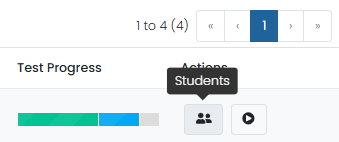 1 to 4 (4) « ‹ 1 › »
Test Progress Actions
Students